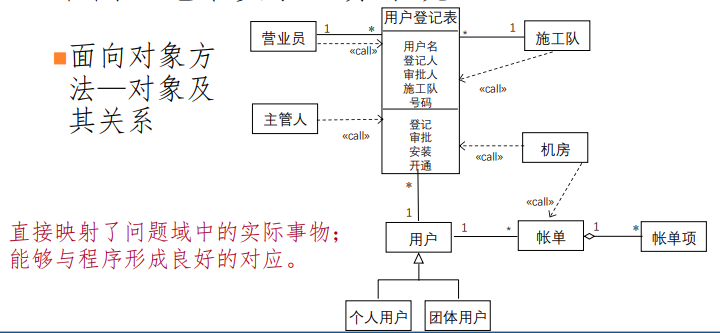 面向对象方
法—对象及
其关系
直接映射了问题域中的实际事物；
能够与程序形成良好的对应。
营业员
1
*
«call»
用户登记表
用户名
登记人
审批人
施工队
号码
登记
审批
安装
开通
*
1
施工队
«call»
主管人
«call»
«call»
机房
«call»
*
1
用户
1
*
帐单
1
*
帐单项
个人用户
团体用户